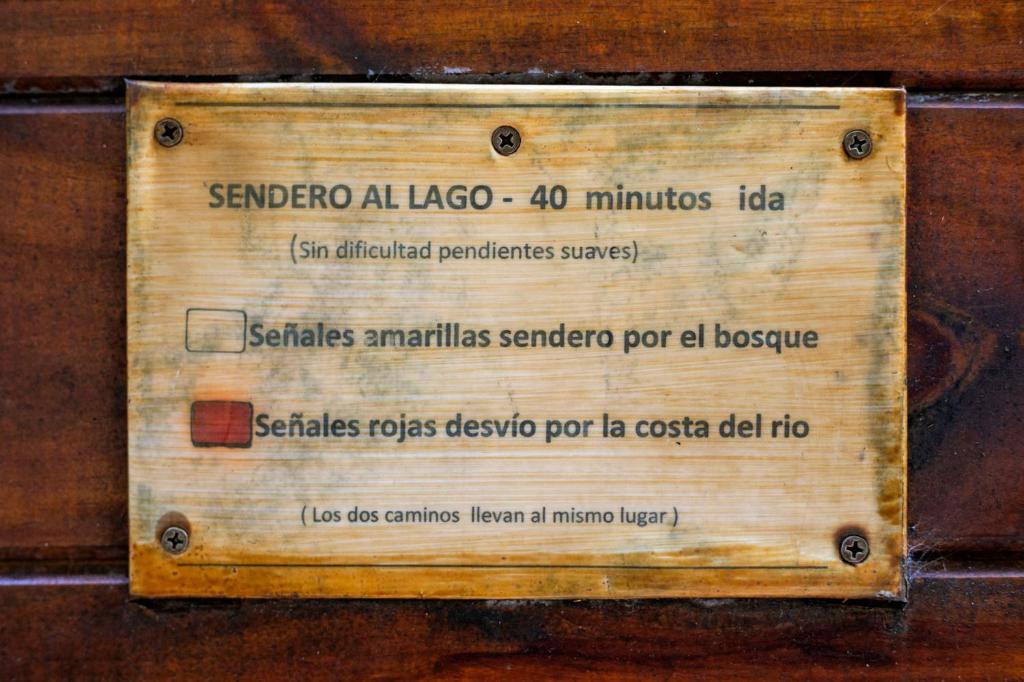 SENDERO AL LAGO - 40 minutos ida
(Sin dificultad pendientes suaves)
Señales amarillas sendero por el bosque
Señales rojas desvío por la costa del rio
( Los dos caminos llevan al mismo lugar )